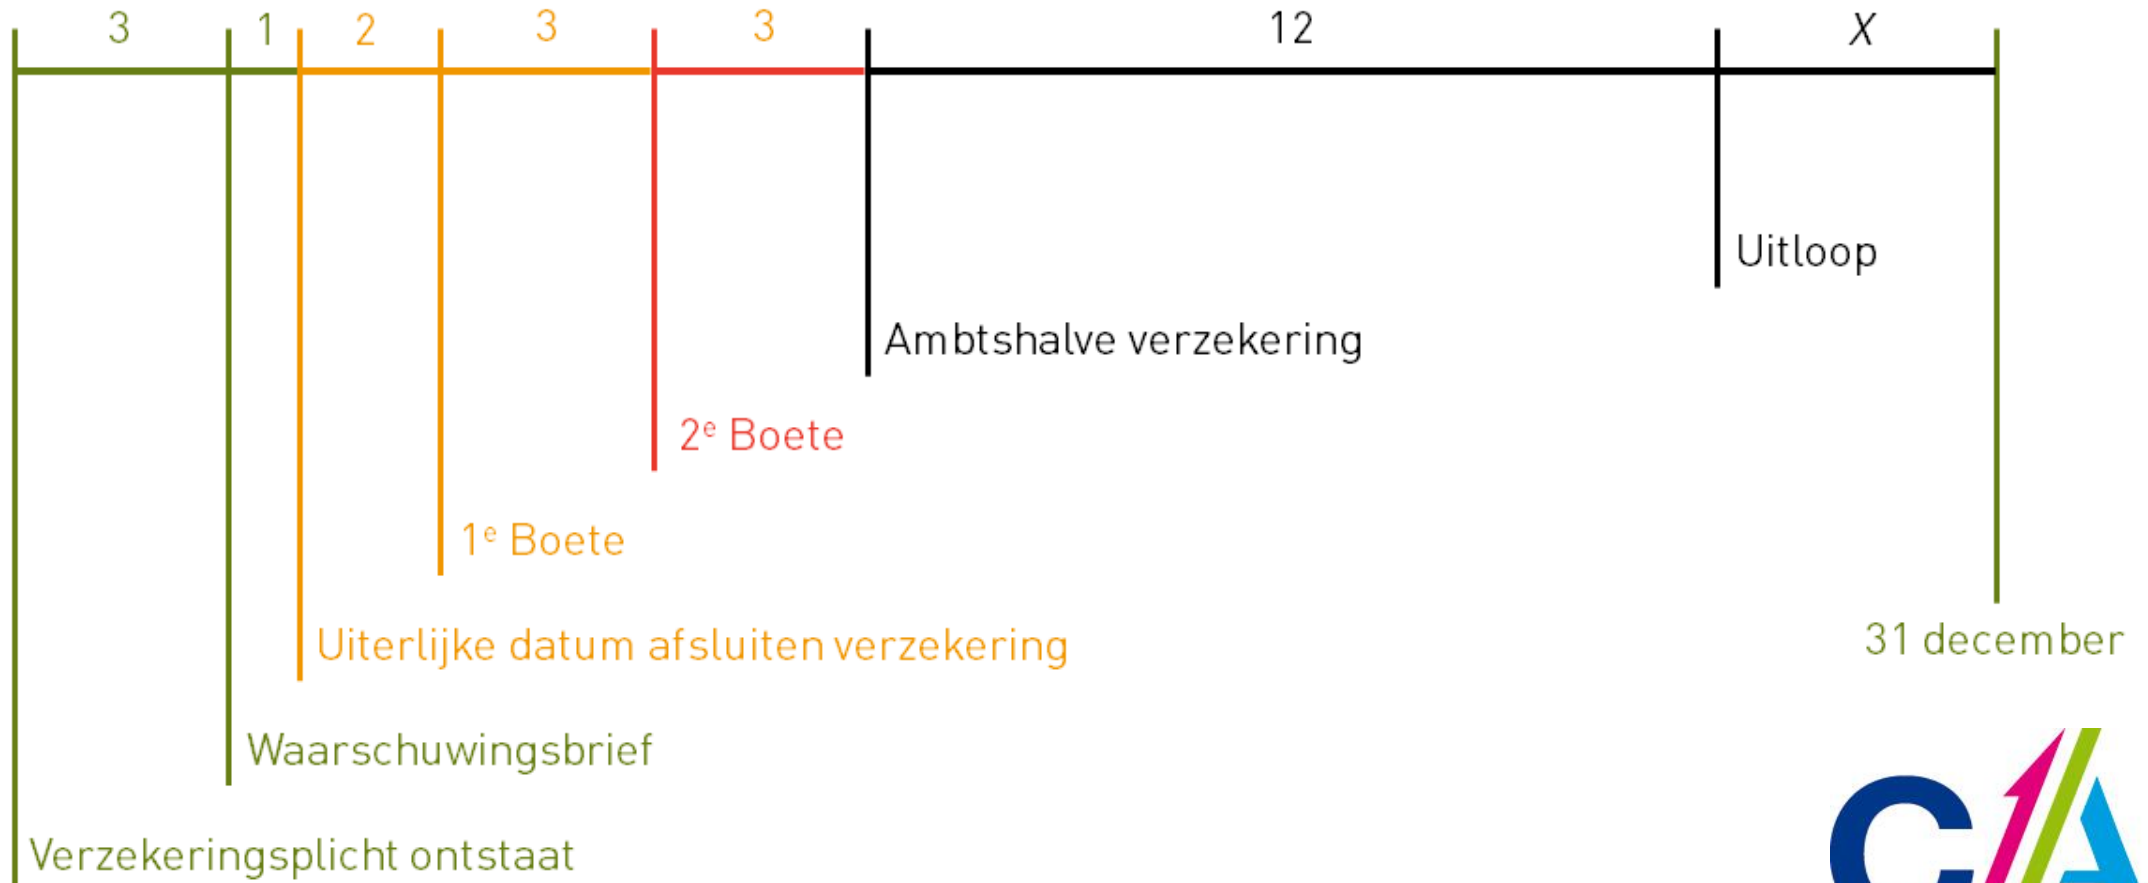 3 1 2 3 3 12 X
Uitloop
Ambtshalve verzekering
2e Boete
1e Boete
Uiterlijke datum afsluiten verzekering
31 december
Waarschuwingsbrief
Verzekeringsplicht ontstaat